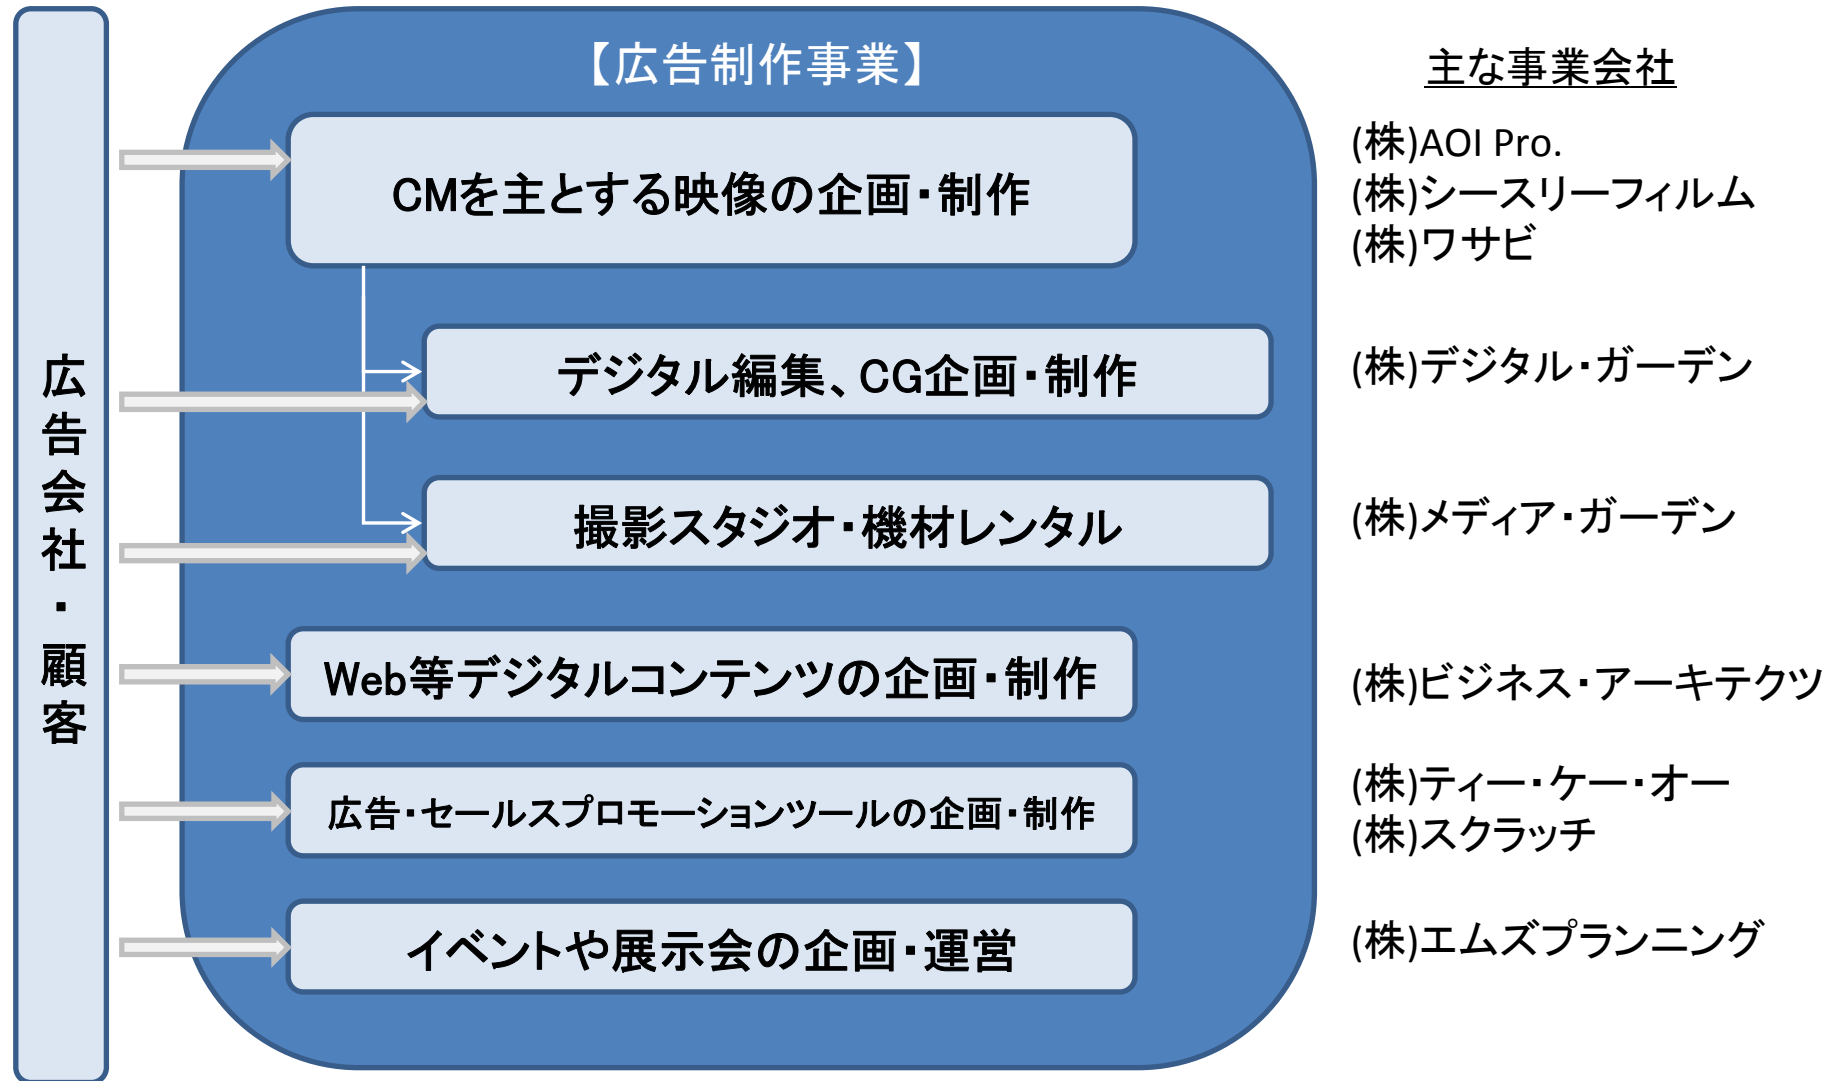 広告会社・顧客
【広告制作事業】
主な事業会社
CMを主とする映像の企画・制作
(株)AOI Pro.
(株)シースリーフィルム
(株)ワサビ
デジタル編集、CG企画・制作
(株)デジタル・ガーデン
撮影スタジオ・機材レンタル
(株)メディア・ガーデン
Web等デジタルコンテンツの企画・制作
(株)ビジネス・アーキテクツ
広告・セールスプロモーションツールの企画・制作
(株)ティー・ケー・オー
(株)スクラッチ
イベントや展示会の企画・運営
(株)エムズプランニング